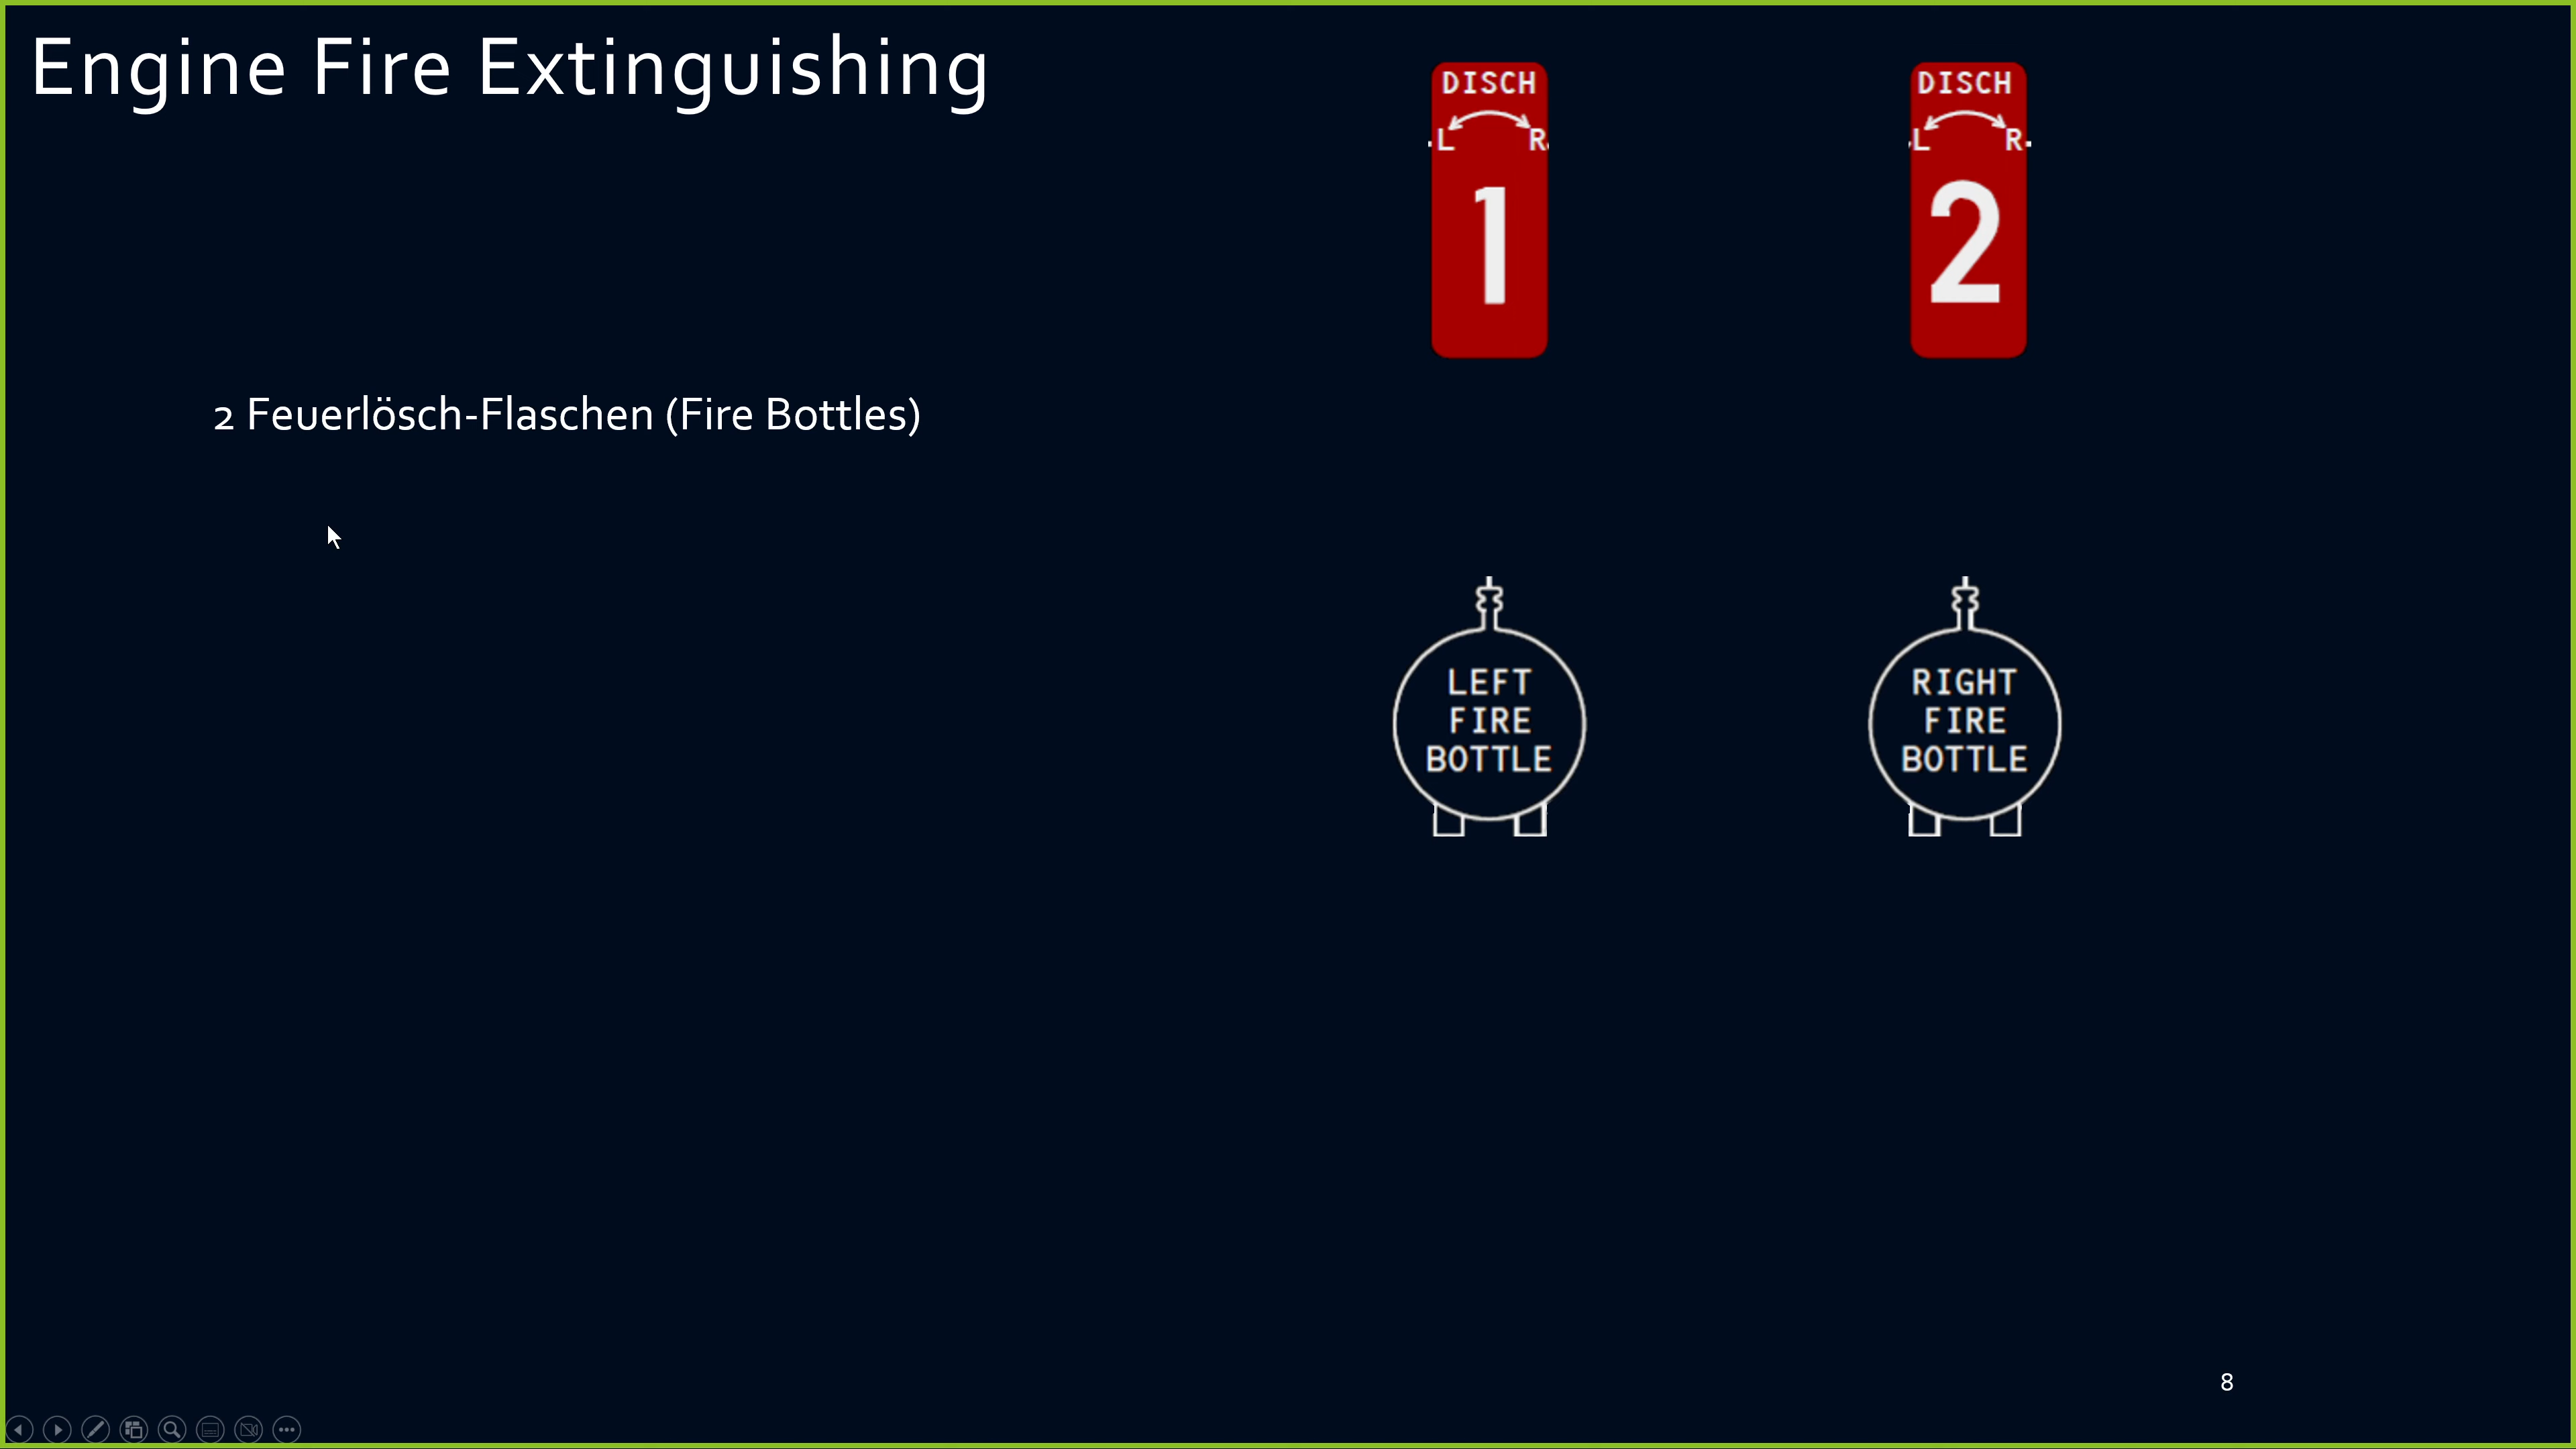 Engine Fire Extinguishing
DISCH
L R
1
DISCH
L R
2
2 Feuerlösch-Flaschen (Fire Bottles)
LEFT
FIRE
BOTTLE
RIGHT
FIRE
BOTTLE
8